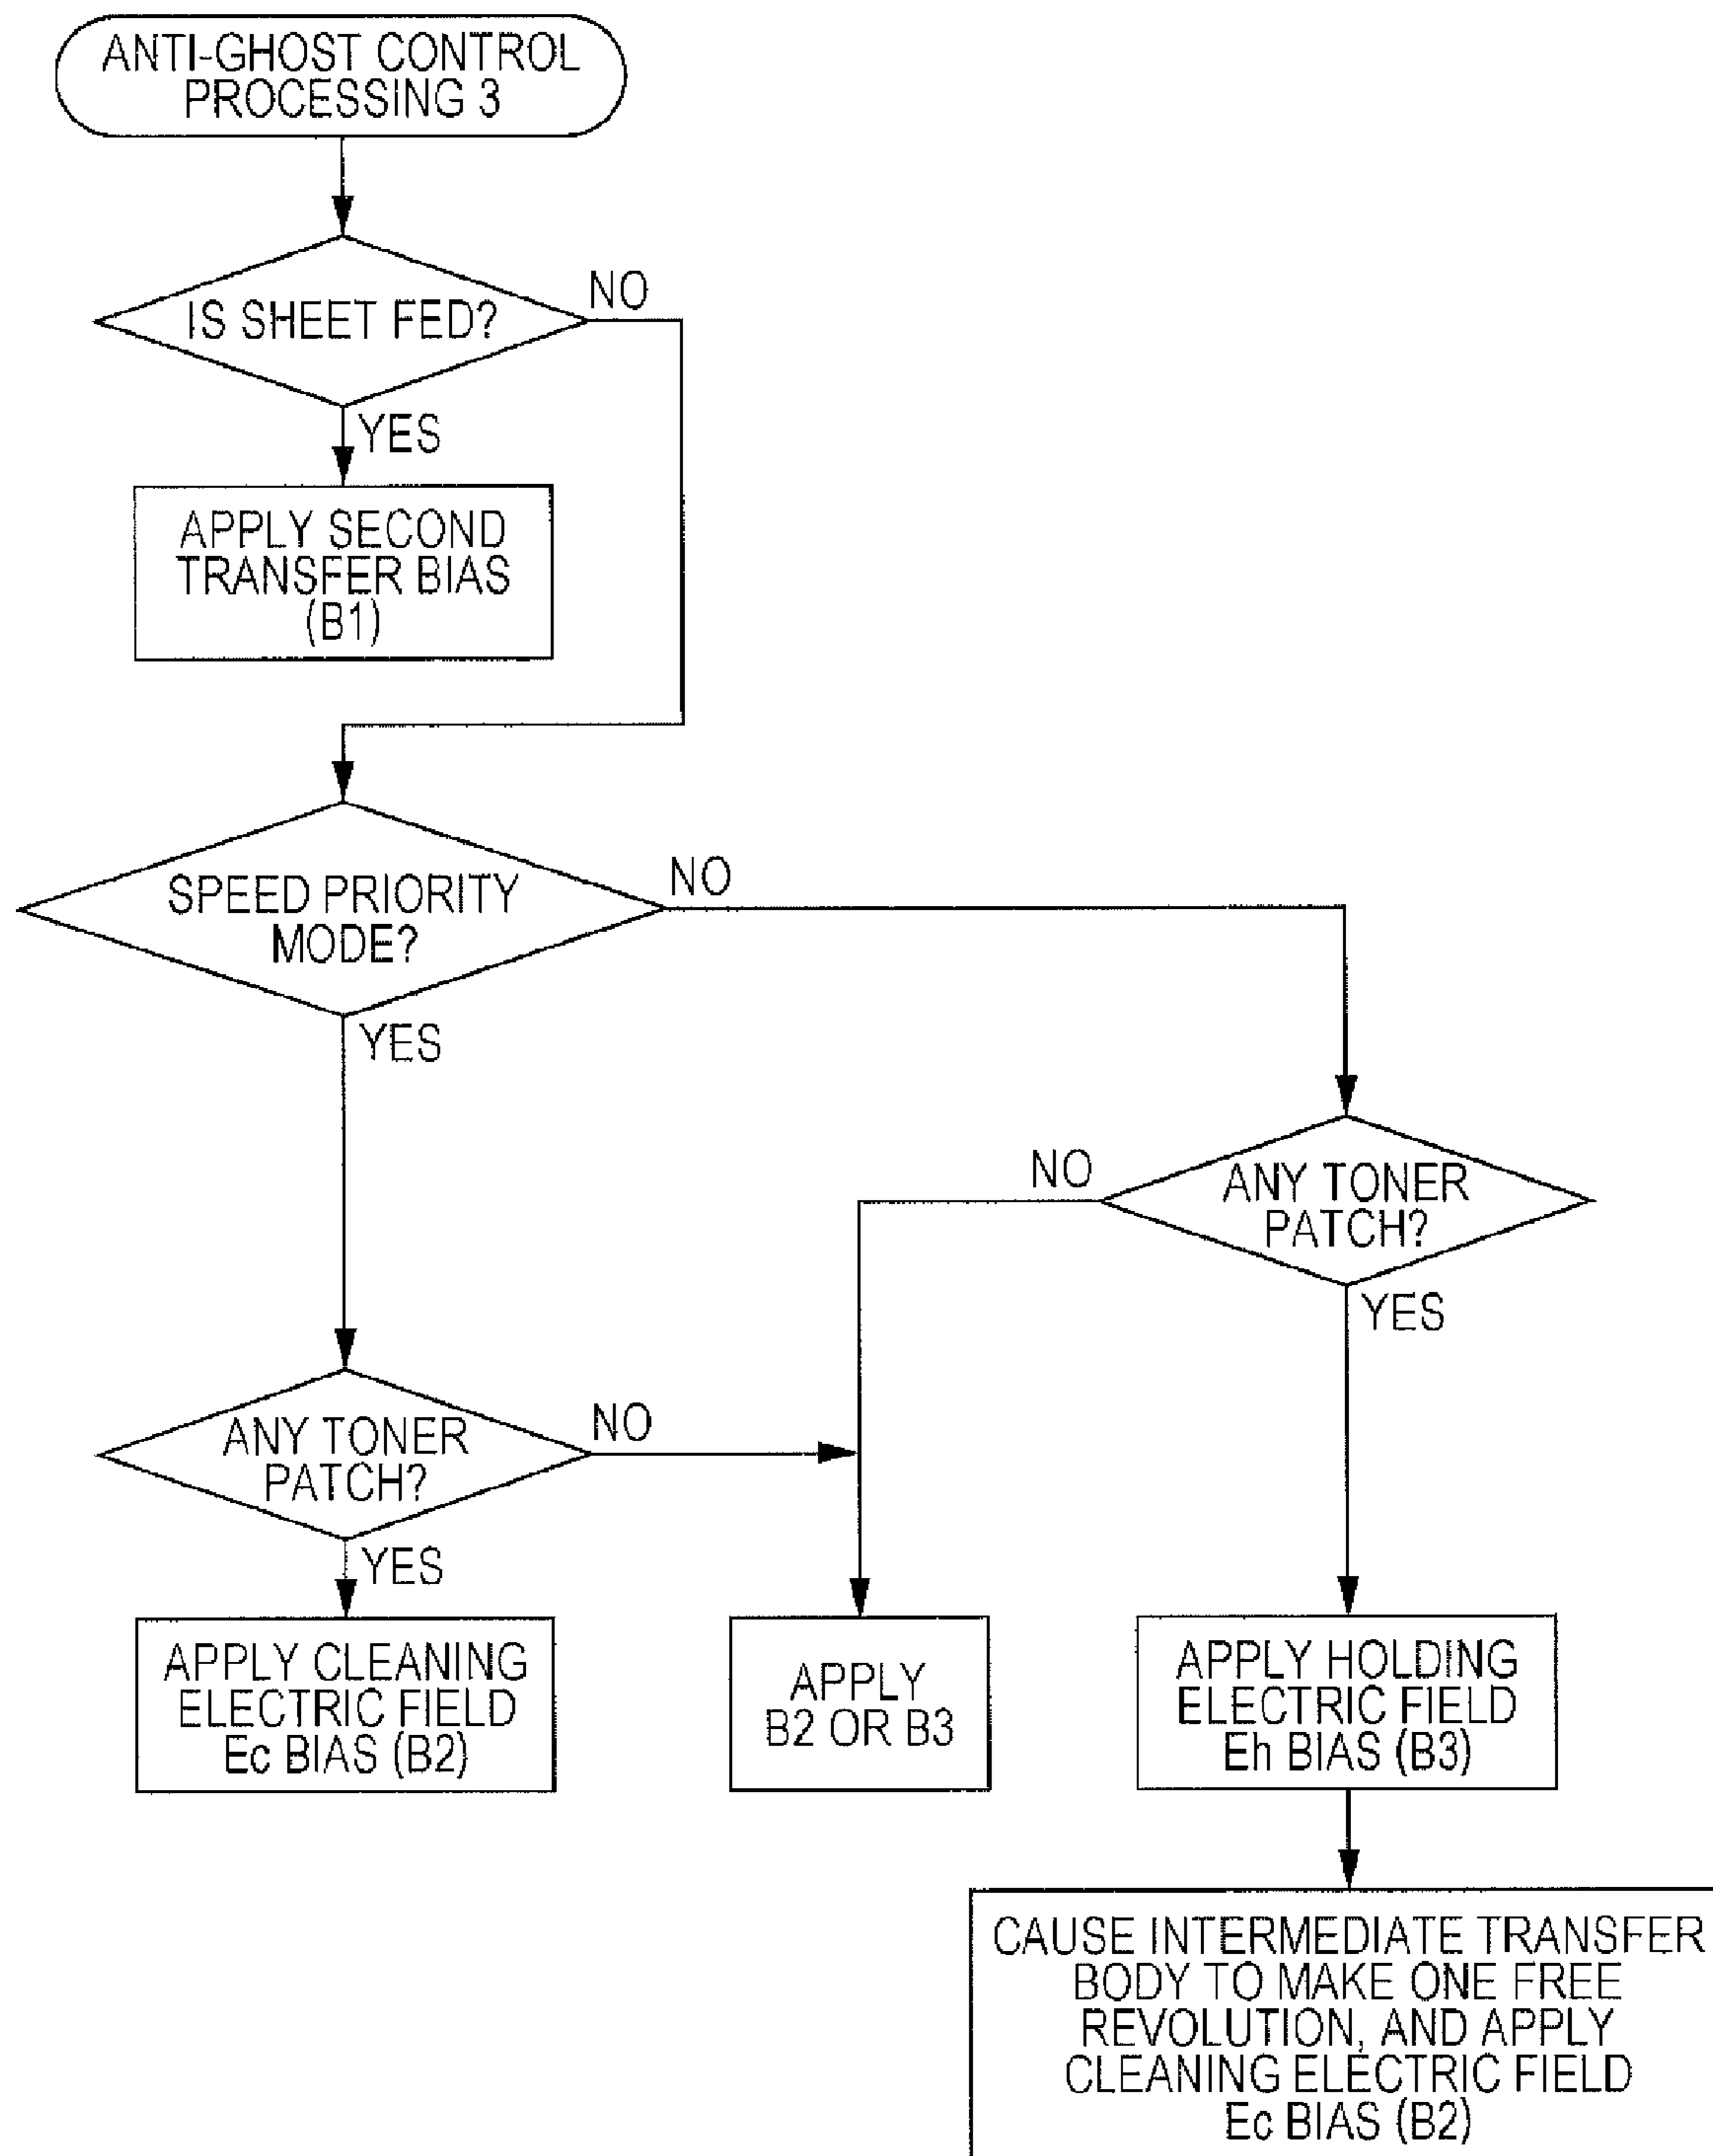 ANTI-GHOST CONTROL
PROCESSING 3
IS SHEET FED?
NO
YES
APPLY SECOND
TRANSFER BIAS
(B1)
SPEED PRIORITY
MODE?
NO
YES
ANY TONER
PATCH?
NO
YES
ANY TONER
PATCH?
NO
YES
APPLY CLEANING
ELECTRIC FIELD
Ec BIAS (B2)
APPLY
B2 OR B3
APPLY HOLDING
ELECTRIC FIELD
Eh BIAS (B3)
CAUSE INTERMEDIATE TRANSFER
BODY TO MAKE ONE FREE
REVOLUTION, AND APPLY
CLEANING ELECTRIC FIELD
Ec BIAS (B2)